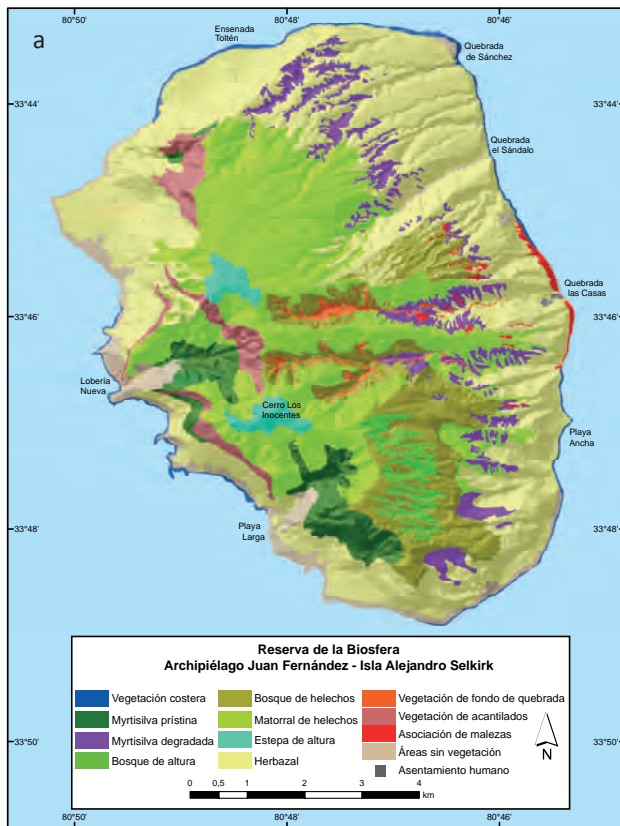 a
80°50'
80°48'
80°46'
Ensenada
Toltén
Quebrada
de Sánchez
33°44'
33°44'
Quebrada
el Sándalo
Quebrada
las Casas
33°46'
33°46'
Lobería
Nueva
Cerro Los
Inocentes
Playa
Ancha
33°48'
33°48'
Playa
Larga
Reserva de la Biosfera
Archipiélago Juan Fernández - Isla Alejandro Selkirk
Vegetación costera
Myrtisilva prístina
Myrtisilva degradada
Bosque de altura
Bosque de helechos
Matorral de helechos
Estepa de altura
Herbazal
Vegetación de fondo de quebrada
Vegetación de acantilados
Asociación de malezas
Áreas sin vegetación
Asentamiento humano
N
0 0,5 1 2 3 4
km
33°50'
33°50'
80°50'
80°48'
80°46'